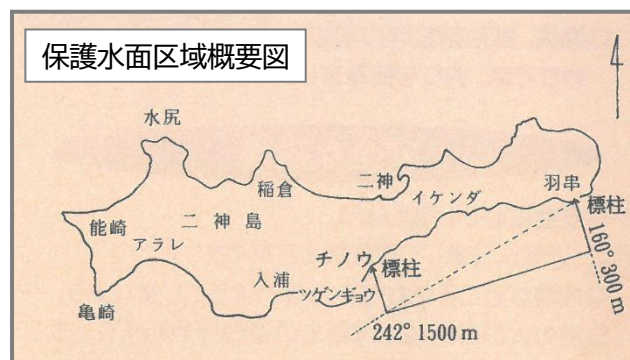 保護水面区域概要図
水尻
稲倉
二神
羽串
イケンダ
標柱
能崎
二神島
アラレ
チノウ
標柱
160° 300m
入浦
ツゲンギョウ
亀崎
242° 1500m